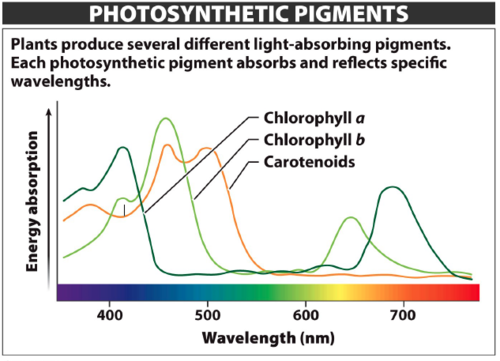 PHOTOSYNTHETIC PIGMENTS
Plants produce several different light-absorbing pigments.
Each photosynthetic pigment absorbs and reflects specific
wavelengths.
Energy absorption
Chlorophyll a
Chlorophyll b
Carotenoids
400 500 600 700
Wavelength (nm)